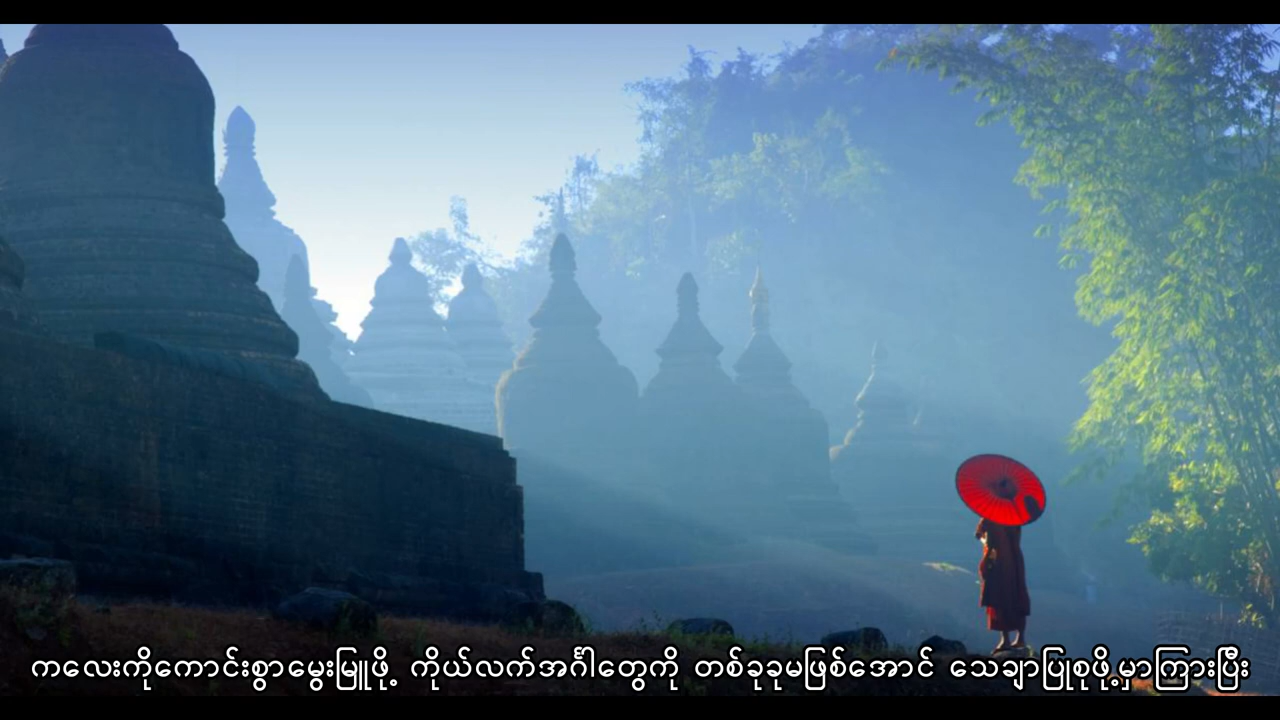 ကလေးကိုကောင်းစွာမွေးမြူဖို့ ကိုယ်လက်အင်္ဂါတွေကို တစ်ခုခုမဖြစ်အောင် သေချာပြုစုဖို့မှာကြားပြီး